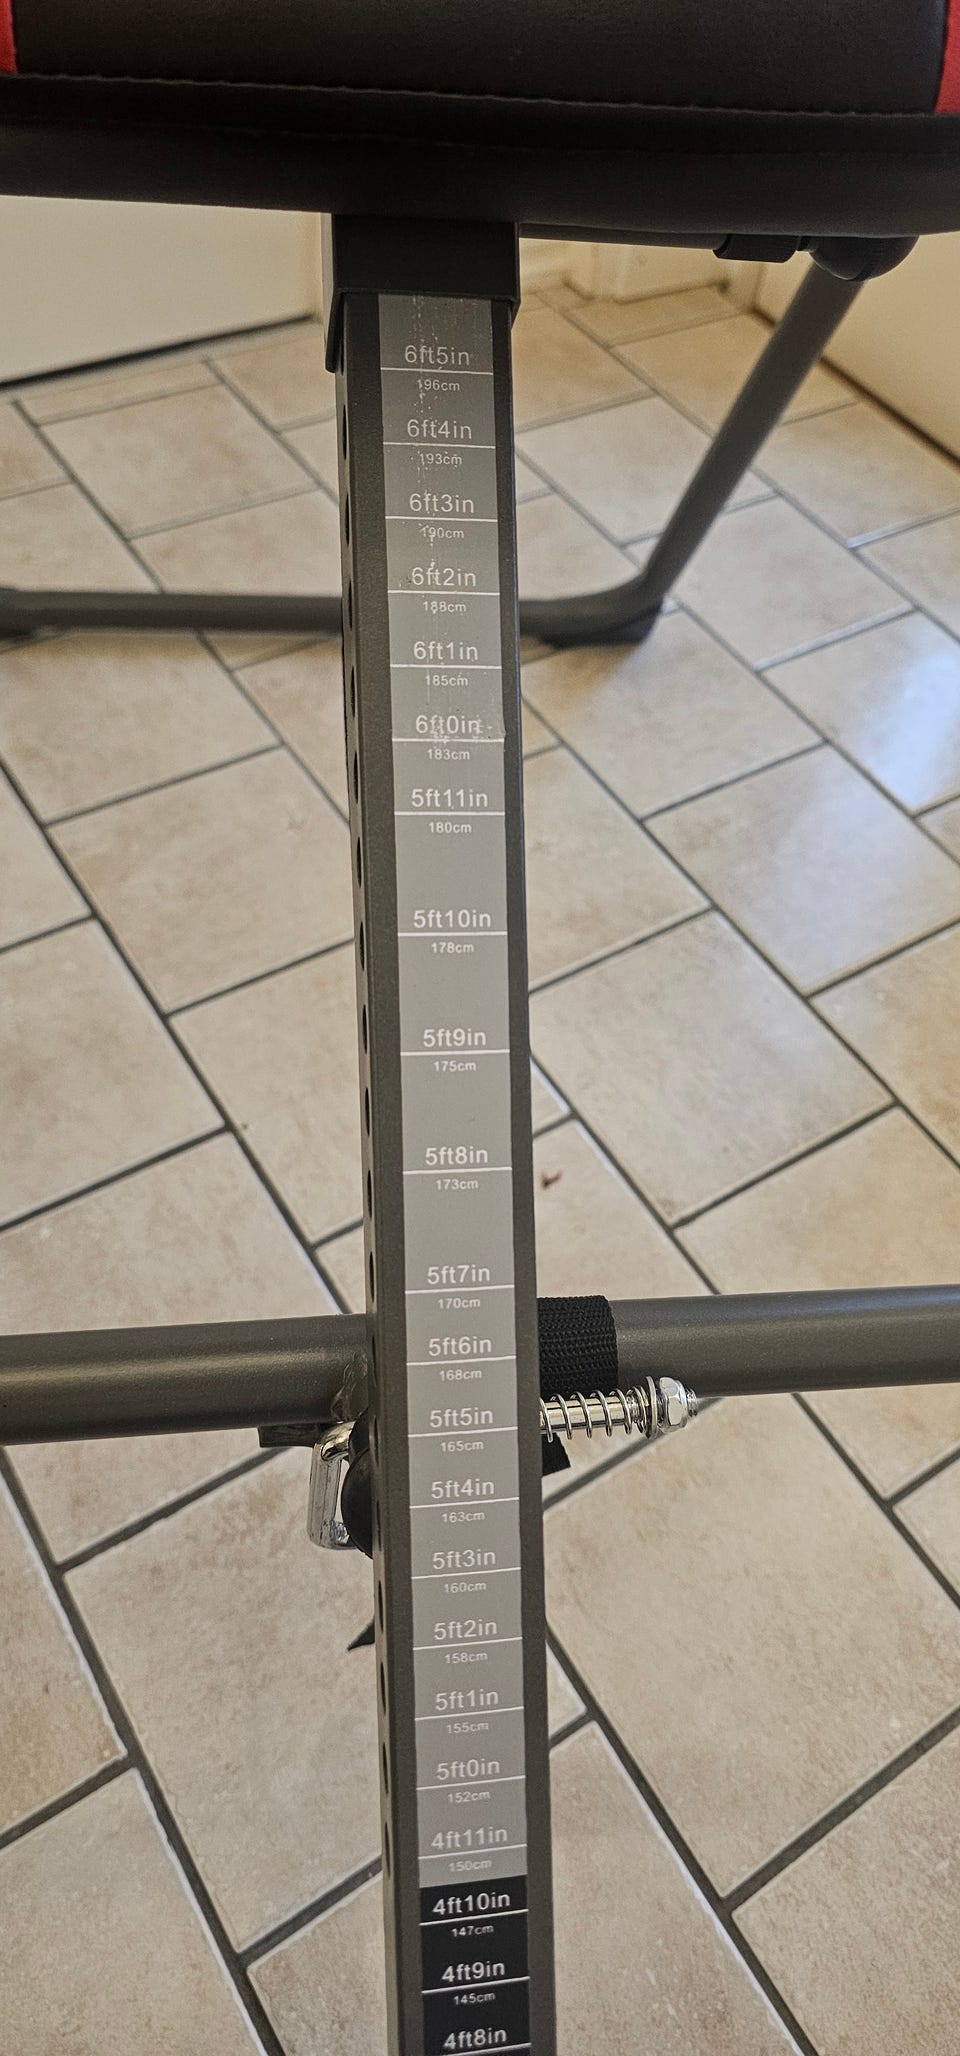 6ft5in
196cm
6ft4in
193cm
6ft3in
190cm
6ft2in
188cm
6ft1in
185cm
6ft0in
183cm
5ft11in
180cm
5ft10in
178cm
5ft9in
175cm
5ft8in
173cm
5ft7in
170cm
5ft6in
168cm
5ft5in
165cm
5ft4in
163cm
5ft3in
160cm
5ft2in
158cm
5ft1in
155cm
5ft0in
152cm
4ft11in
150cm
4ft10in
147cm
4ft9in
145cm
4ft8in